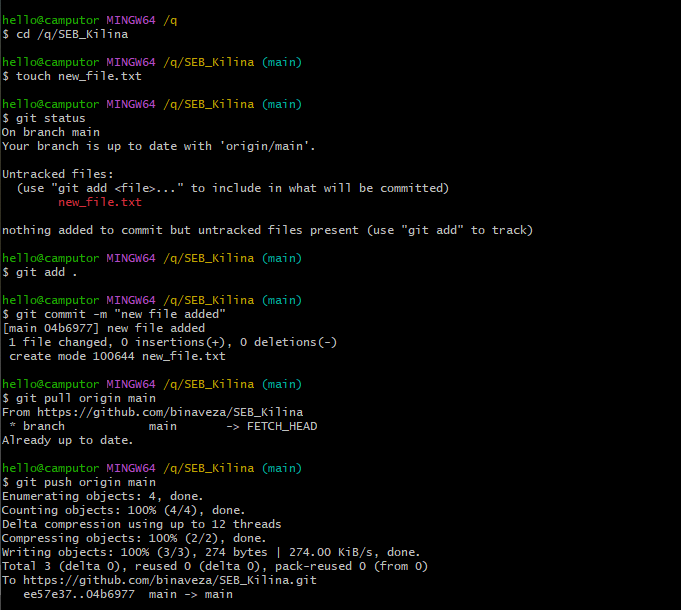 hello@camputor MINGW64 /q
$ cd /q/SEB_Kilina
hello@camputor MINGW64 /q/SEB_Kilina (main)
$ touch new_file.txt
hello@camputor MINGW64 /q/SEB_Kilina (main)
$ git status
On branch main
Your branch is up to date with 'origin/main'.
Untracked files:
  (use "git add <file>..." to include in what will be committed)
        new_file.txt
nothing added to commit but untracked files present (use "git add" to track)
hello@camputor MINGW64 /q/SEB_Kilina (main)
$ git add .
hello@camputor MINGW64 /q/SEB_Kilina (main)
$ git commit -m "new file added"
[main 04b6977] new file added
 1 file changed, 0 insertions(+), 0 deletions(-)
 create mode 100644 new_file.txt
hello@camputor MINGW64 /q/SEB_Kilina (main)
$ git pull origin main
From https://github.com/binaveza/SEB_Kilina
 * branch            main       -> FETCH_HEAD
Already up to date.
hello@camputor MINGW64 /q/SEB_Kilina (main)
$ git push origin main
Enumerating objects: 4, done.
Counting objects: 100% (4/4), done.
Delta compression using up to 12 threads
Compressing objects: 100% (2/2), done.
Writing objects: 100% (3/3), 274 bytes | 274.00 KiB/s, done.
Total 3 (delta 0), reused 0 (delta 0), pack-reused 0 (from 0)
To https://github.com/binaveza/SEB_Kilina.git
   ee57e37..04b6977  main -> main